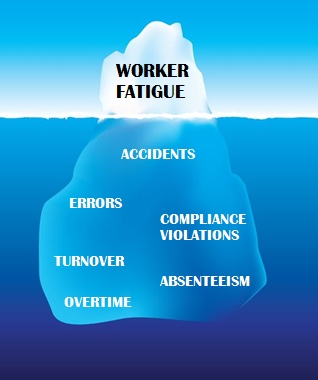 WORKER
FATIGUE
ACCIDENTS
ERRORS
COMPLIANCE
VIOLATIONS
TURNOVER
ABSENTEEISM
OVERTIME